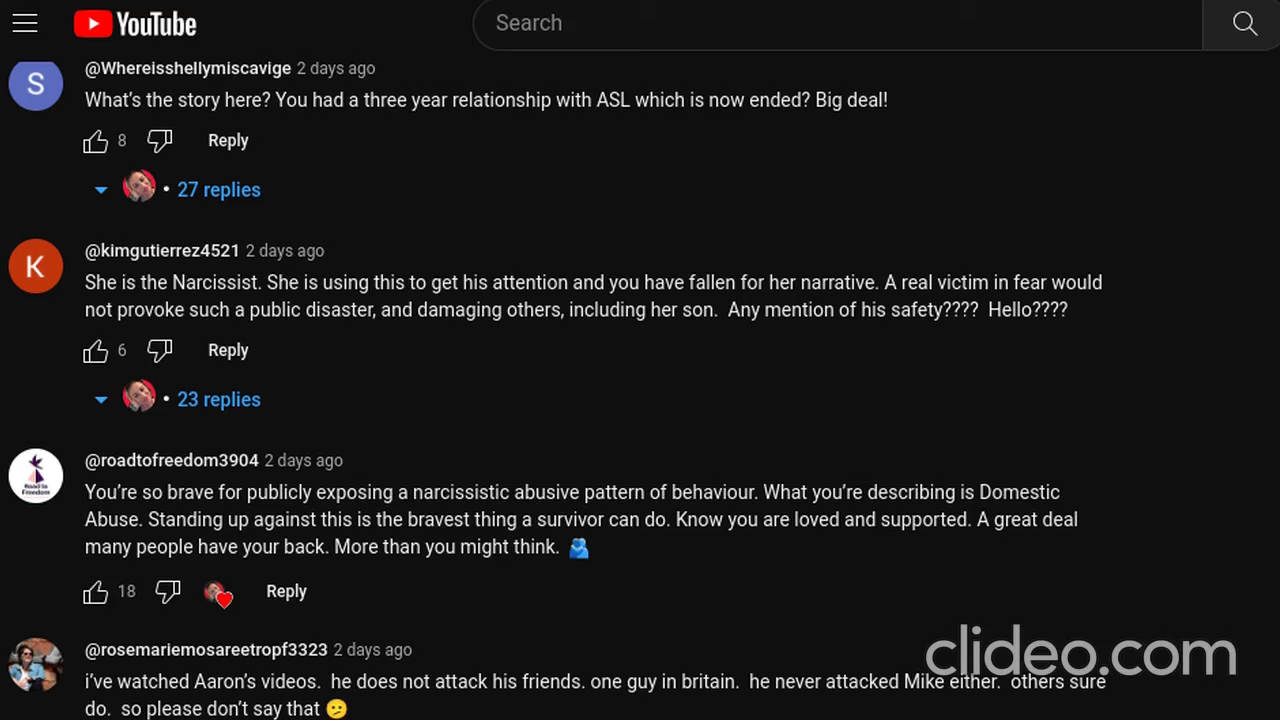 YouTube
Search
@Whereisshellymiscavige 2 days ago
What's the story here? You had a three year relationship with ASL which is now ended? Big deal!
8 Reply
27 replies
@kimgutierrez4521 2 days ago
She is the Narcissist. She is using this to get his attention and you have fallen for her narrative. A real victim in fear would
not provoke such a public disaster, and damaging others, including her son. Any mention of his safety???? Hello????
6 Reply
23 replies
@roadtofreedom3904 2 days ago
You're so brave for publicly exposing a narcissistic abusive pattern of behaviour. What you're describing is Domestic
Abuse. Standing up against this is the bravest thing a survivor can do. Know you are loved and supported. A great deal
many people have your back. More than you might think. 🫂
18 Reply
@rosemariemosareetropf3323 2 days ago
i've watched Aaron's videos. he does not attack his friends. one guy in britain. he never attacked Mike either. others sure
do. so please don't say that 🫤
S
K
Road to
Freedom
clideo.com